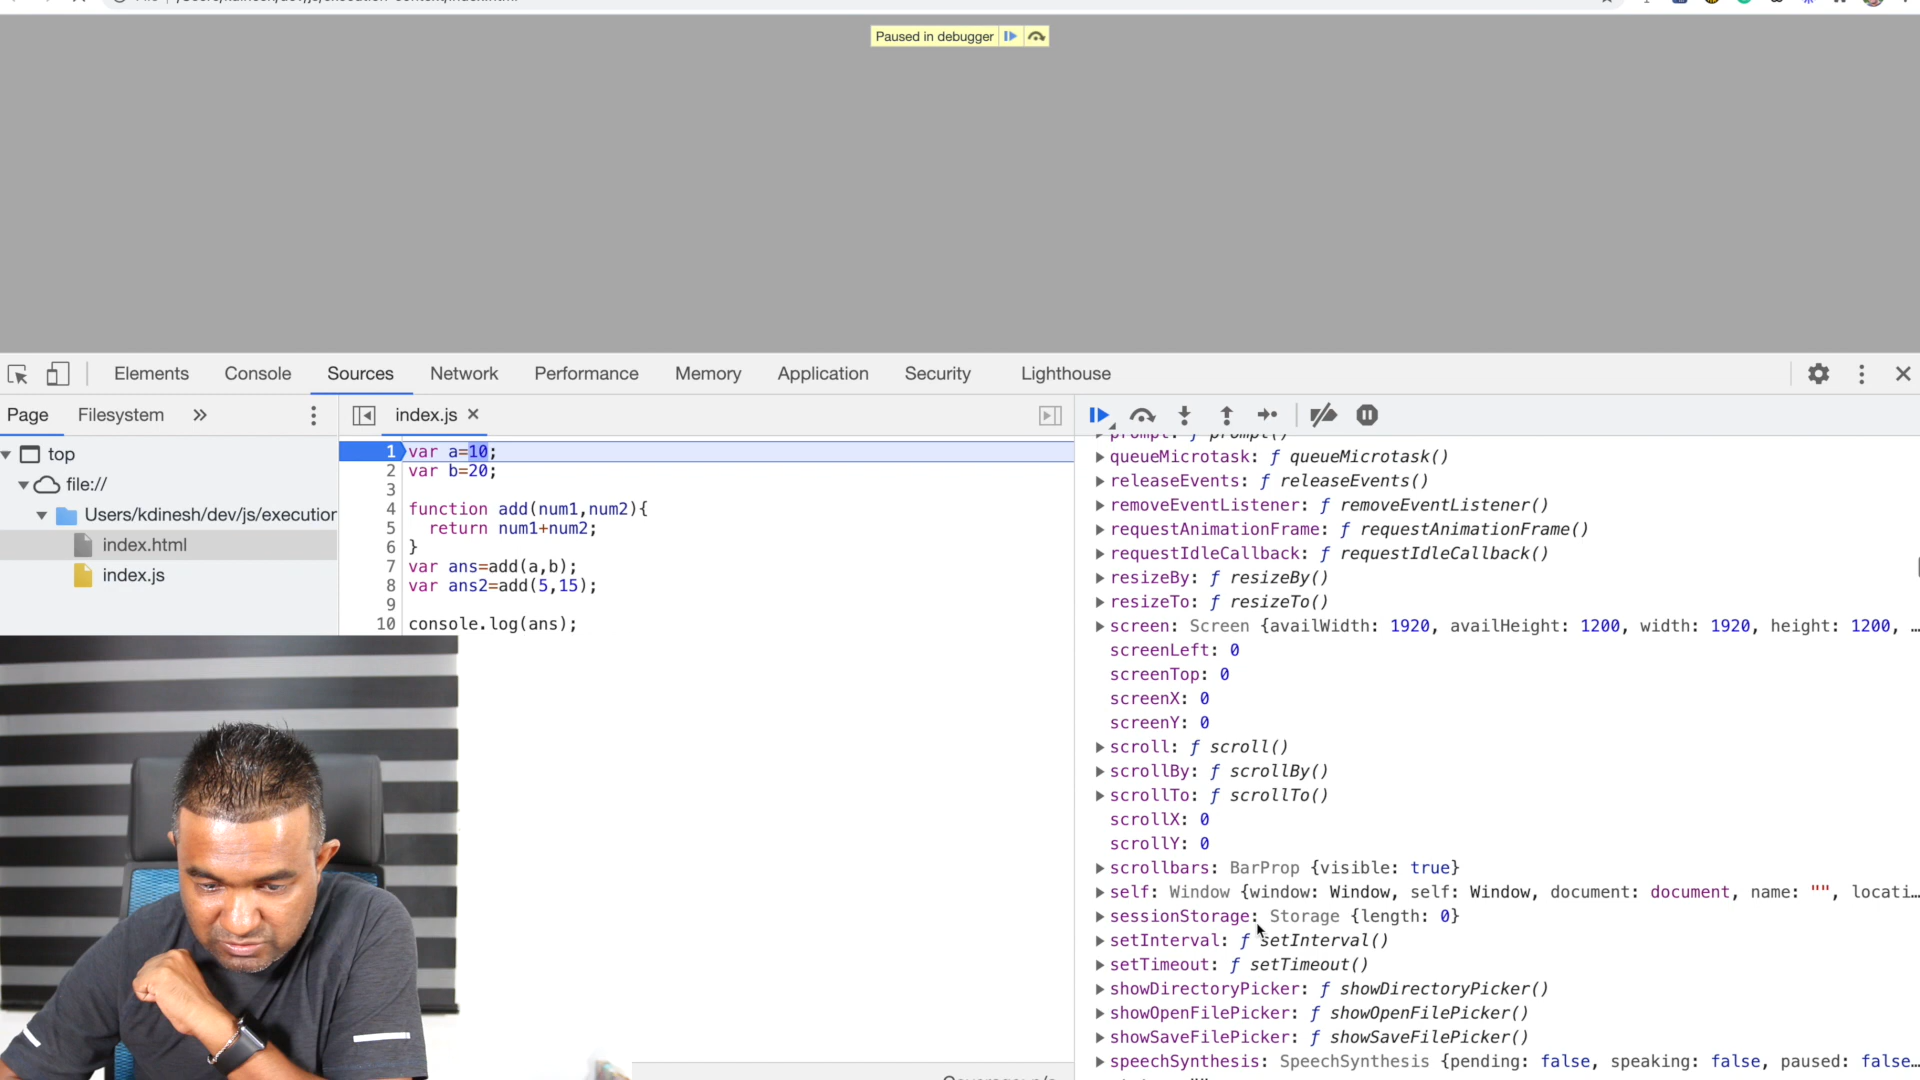 Paused in debugger
Elements Console Sources Network Performance Memory Application Security Lighthouse
Page Filesystem »
index.js
top
file://
Users/kdinesh/dev/js/execution
index.html
index.js
1 var a=10;
2 var b=20;
3
4 function add(num1,num2){
5 return num1+num2;
6 }
7 var ans=add(a,b);
8 var ans2=add(5,15);
9
10 console.log(ans);
prompt: ƒ prompt()
queueMicrotask: ƒ queueMicrotask()
releaseEvents: ƒ releaseEvents()
removeEventListener: ƒ removeEventListener()
requestAnimationFrame: ƒ requestAnimationFrame()
requestIdleCallback: ƒ requestIdleCallback()
resizeBy: ƒ resizeBy()
resizeTo: ƒ resizeTo()
screen: Screen {availWidth: 1920, availHeight: 1200, width: 1920, height: 1200, …
screenLeft: 0
screenTop: 0
screenX: 0
screenY: 0
scroll: ƒ scroll()
scrollBy: ƒ scrollBy()
scrollTo: ƒ scrollTo()
scrollX: 0
scrollY: 0
scrollbars: BarProp {visible: true}
self: Window {window: Window, self: Window, document: document, name: "", locati…
sessionStorage: Storage {length: 0}
setInterval: ƒ setInterval()
setTimeout: ƒ setTimeout()
showDirectoryPicker: ƒ showDirectoryPicker()
showOpenFilePicker: ƒ showOpenFilePicker()
showSaveFilePicker: ƒ showSaveFilePicker()
speechSynthesis: SpeechSynthesis {pending: false, speaking: false, paused: false…